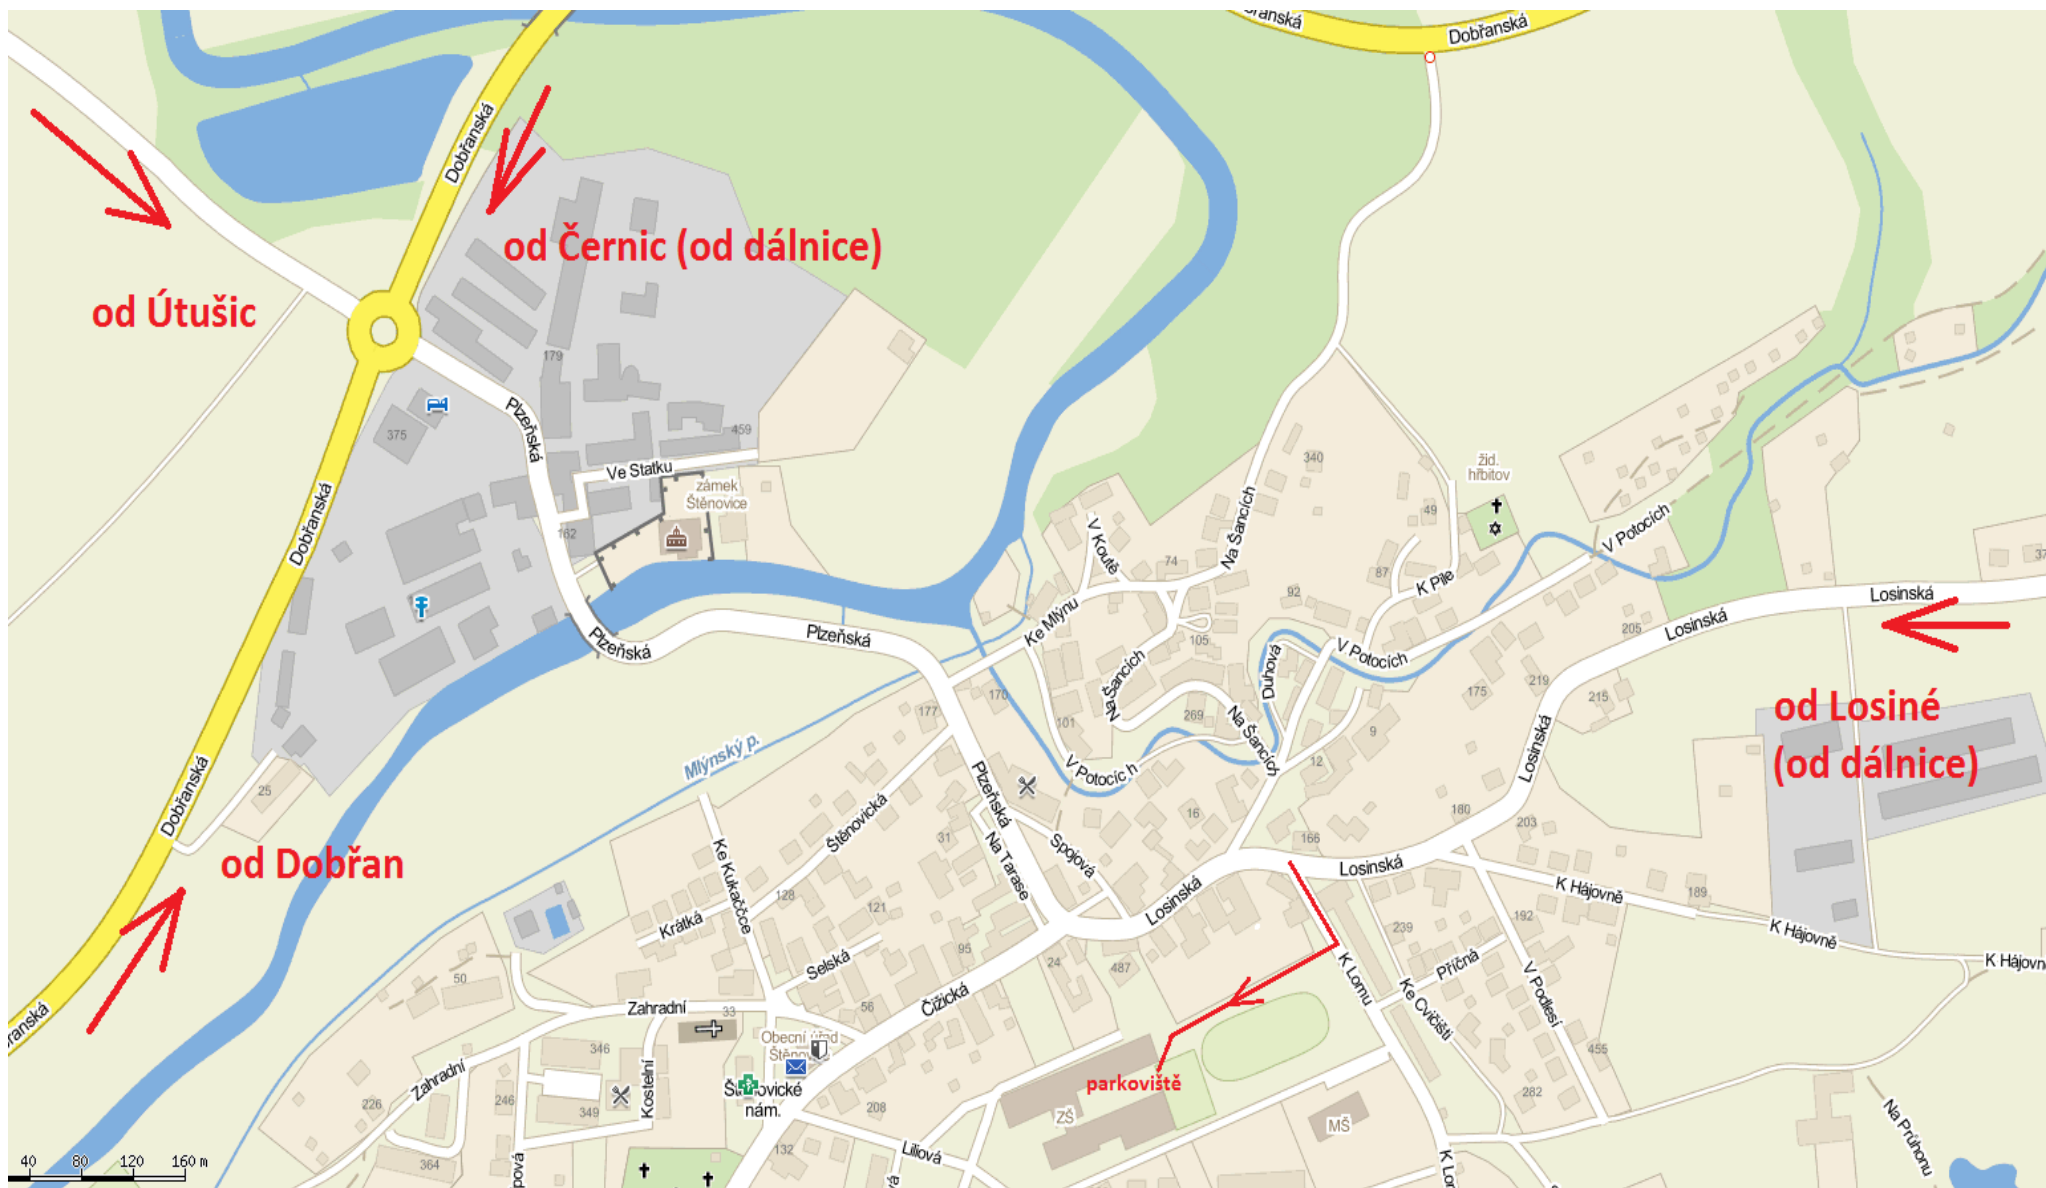 Dobřanská
Dobřanská
od Černic (od dálnice)
od Útušic
179
375
Plzeňská
459
Ve Statku
zámek
Štěnovice
162
Dobřanská
340
žid.
hřbitov
49
V Koutě
Na Šancích
74
87
92
K Pile
V Potocích
Losinská
Losinská
205
Ke Mlýnu
Plzeňská
Plzeňská
105
Na Šancích
Duhová
V Potocích
175
219
215
170
177
101
269
Na Šancích
9
12
Losinská
od Losiné
(od dálnice)
Mlýnský p.
V Potocích
Plzeňská
16
180
203
166
25
Dobřanská
od Dobřan
Štěnovická
31
Na Tarase
Spojová
Losinská
Losinská
K Hájovně
189
K Hájovně
K Hájovn
Ke Kukačce
128
121
Krátká
Selská
95
24
487
239
192
Příčná
V Podlesí
K Lomu
Ke Cvičišti
50
Zahradní
33
56
Čižická
Obecní úřad
346
Kostelní
Zahradní
Štěnovické
nám.
226
246
349
208
132
364
Liliová
ZŠ
parkoviště
MŠ
282
455
Na Průhonu
40 80 120 160 m